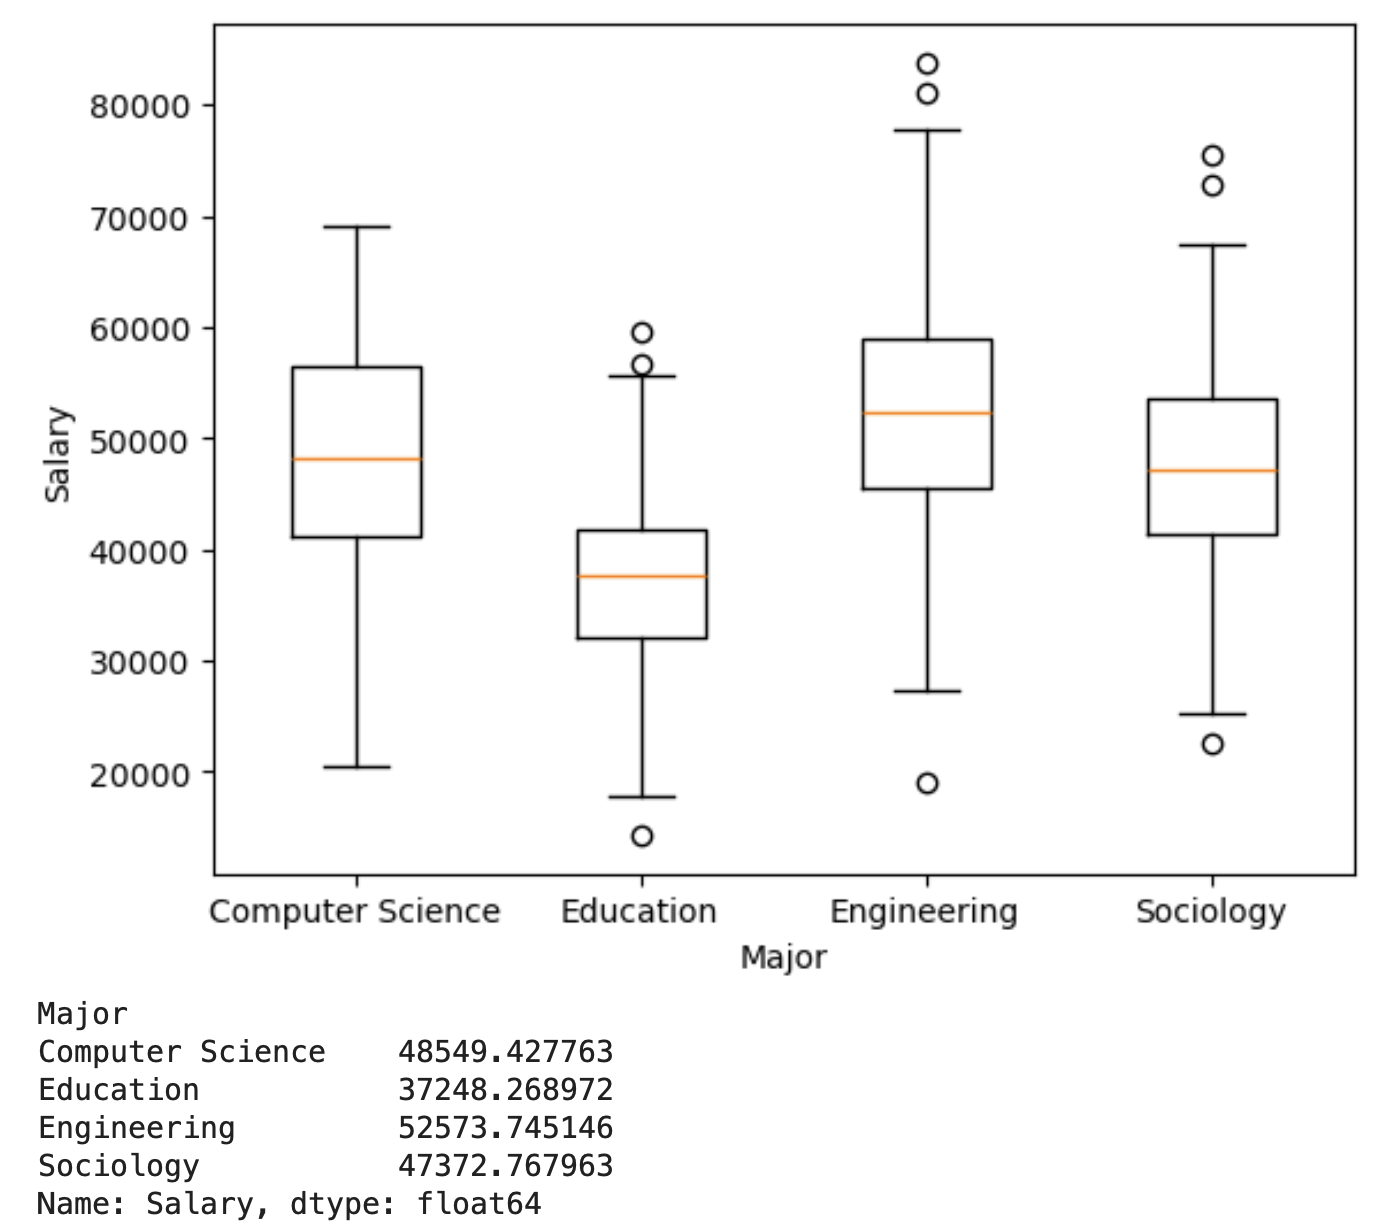 80000
70000
60000
50000
40000
30000
20000
Salary
Computer Science Education Engineering Sociology
Major
Major
Computer Science    48549.427763
Education           37248.268972
Engineering         52573.745146
Sociology           47372.767963
Name: Salary, dtype: float64